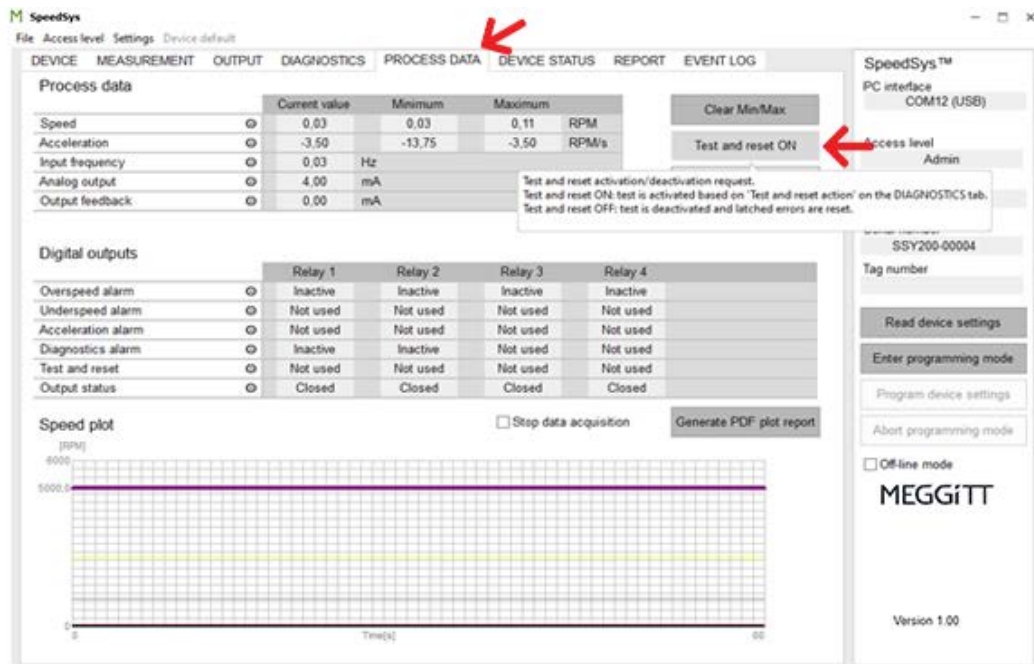 M SpeedSys
File Access level Settings Device default
DEVICE MEASUREMENT OUTPUT DIAGNOSTICS PROCESS DATA DEVICE STATUS REPORT EVENT LOG
Process data
Current value Minimum Maximum
Speed 0,03 0,03 0,11 RPM
Acceleration -3,50 -13,75 -3,50 RPM/s
Input frequency 0,03 Hz
Analog output 4,00 mA
Output feedback 0,00 mA
Clear Min/Max
Test and reset ON
Test and reset activation/deactivation request.
Test and reset ON: test is activated based on 'Test and reset action' on the DIAGNOSTICS tab.
Test and reset OFF: test is deactivated and latched errors are reset.
Digital outputs
Relay 1 Relay 2 Relay 3 Relay 4
Overspeed alarm Inactive Inactive Inactive Inactive
Underspeed alarm Not used Not used Not used Not used
Acceleration alarm Not used Not used Not used Not used
Diagnostics alarm Inactive Inactive Not used Not used
Test and reset Not used Not used Not used Not used
Output status Closed Closed Closed Closed
Speed plot
Stop data acquisition
Generate PDF plot report
[RPM]
6000
5000.0
0
0 Time[s] 60
SpeedSys™
PC interface
COM12 (USB)
Access level
Admin
Serial number
SSY200-00004
Tag number
Read device settings
Enter programming mode
Program device settings
Abort programming mode
Off-line mode
MEGGiTT
Version 1.00